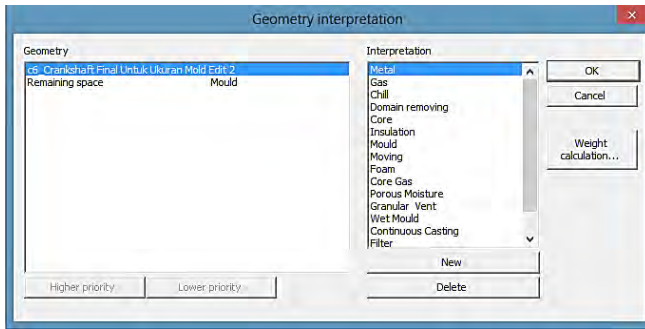 Geometry interpretation
Geometry
c6_Crankshaft Final Untuk Ukuran Mold Edit 2
Remaining space Mould
Higher priority
Lower priority
Interpretation
Metal
Gas
Chill
Domain removing
Core
Insulation
Mould
Moving
Foam
Core Gas
Porous Moisture
Granular Vent
Wet Mould
Continuous Casting
Filter
New
Delete
OK
Cancel
Weight
calculation...